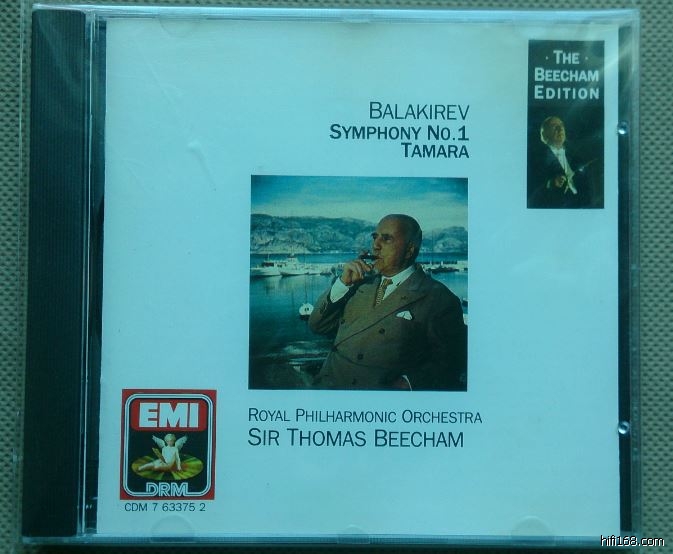 · THE ·
BEECHAM
EDITION
BALAKIREV
SYMPHONY NO.1
TAMARA
ROYAL PHILHARMONIC ORCHESTRA
SIR THOMAS BEECHAM
EMI
DRM
CDM 7 63375 2
hifi168.com